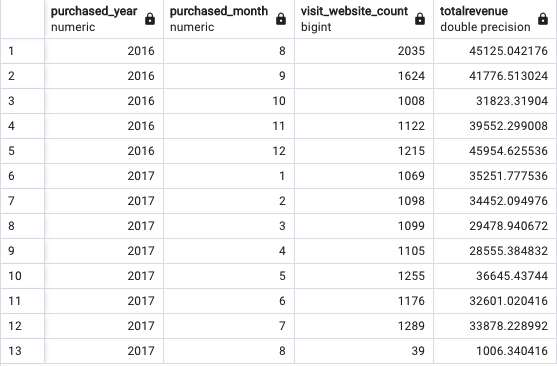 purchased_year purchased_month visit_website_count totalrevenue
numeric numeric bigint double precision
1 2016 8 2035 45125.042176
2 2016 9 1624 41776.513024
3 2016 10 1008 31823.31904
4 2016 11 1122 39552.299008
5 2016 12 1215 45954.625536
6 2017 1 1069 35251.777536
7 2017 2 1098 34452.094976
8 2017 3 1099 29478.940672
9 2017 4 1105 28555.384832
10 2017 5 1255 36645.43744
11 2017 6 1176 32601.020416
12 2017 7 1289 33878.228992
13 2017 8 39 1006.340416